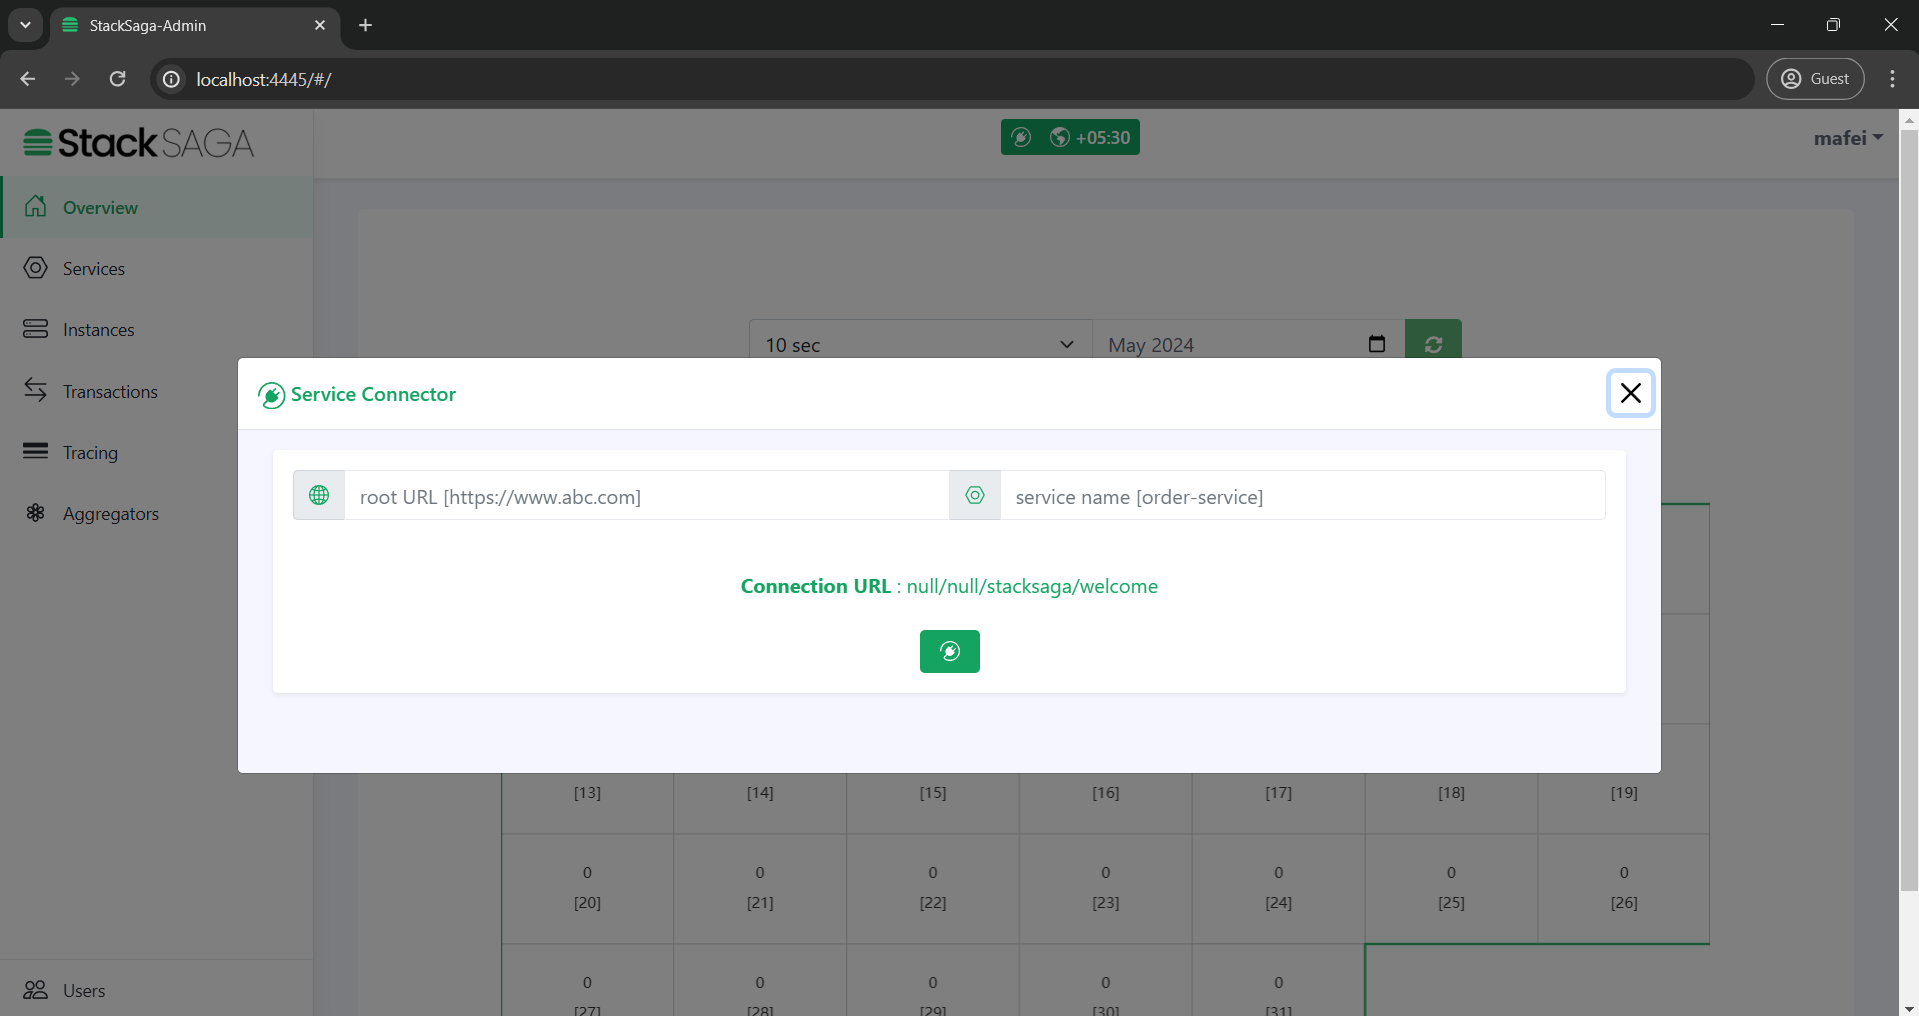 StackSaga-Admin
localhost:4445/#/
Guest
StackSAGA
+05:30
mafei
Overview
Services
Instances
Transactions
Tracing
Aggregators
Users
10 sec
May 2024
Service Connector
root URL [https://www.abc.com]
service name [order-service]
Connection URL : null/null/stacksaga/welcome
[13] [14] [15] [16] [17] [18] [19]
0 0 0 0 0 0 0
[20] [21] [22] [23] [24] [25] [26]
0 0 0 0 0
[27] [28] [29] [30] [31]